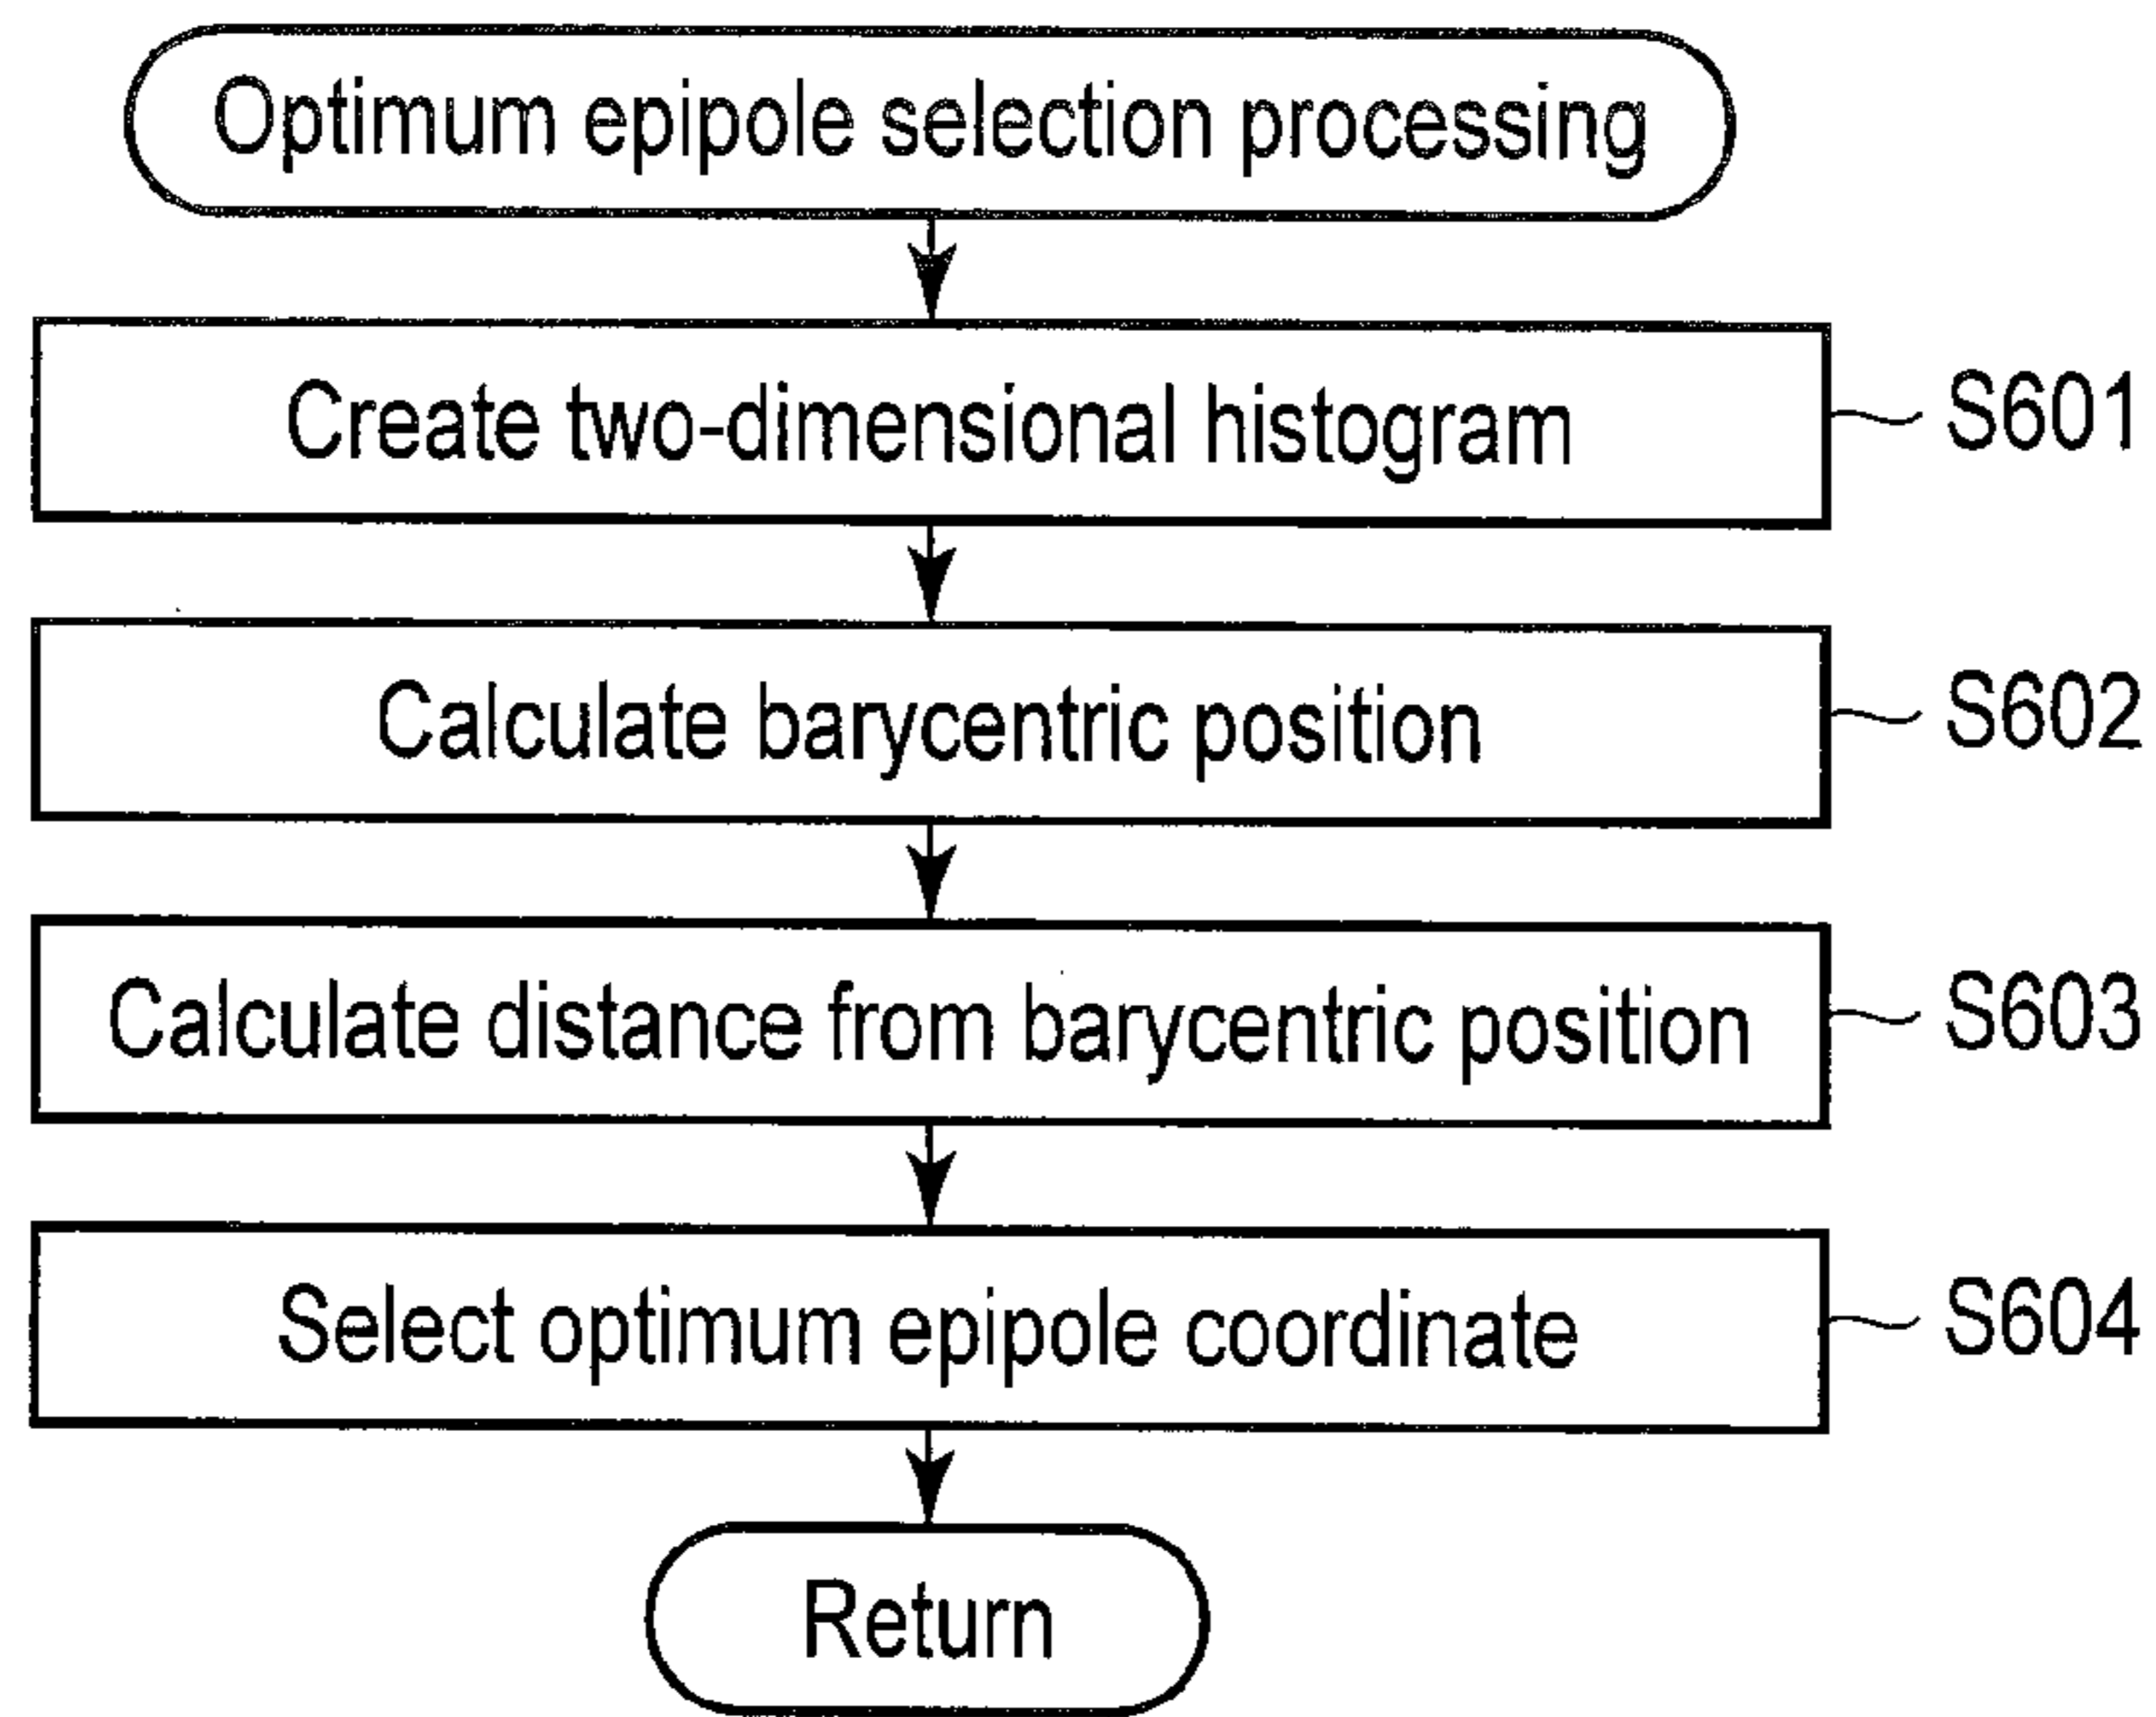 Optimum epipole selection processing
Create two-dimensional histogram
S601
Calculate barycentric position
S602
Calculate distance from barycentric position
S603
Select optimum epipole coordinate
S604
Return